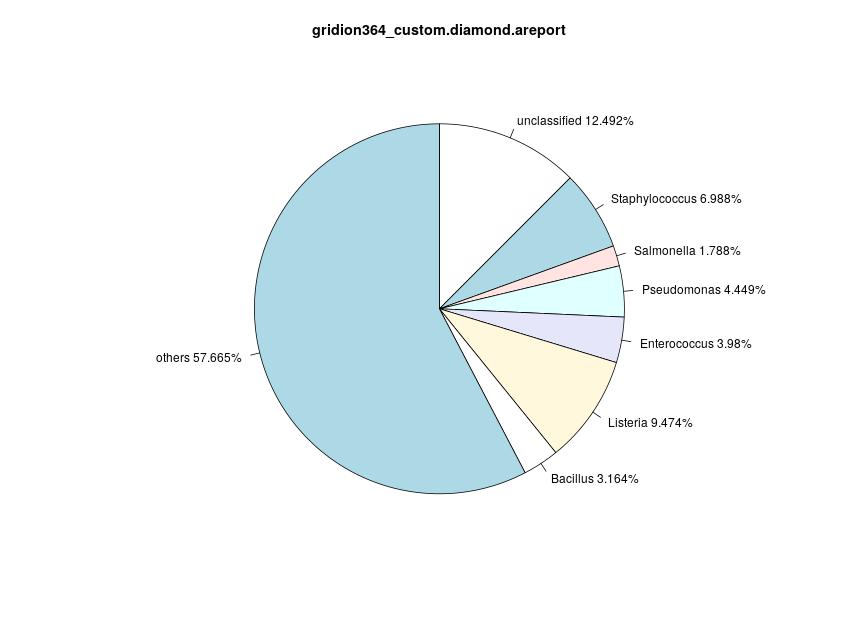 gridion364_custom.diamond.areport
unclassified 12.492%
Staphylococcus 6.988%
Salmonella 1.788%
Pseudomonas 4.449%
Enterococcus 3.98%
others 57.665%
Listeria 9.474%
Bacillus 3.164%